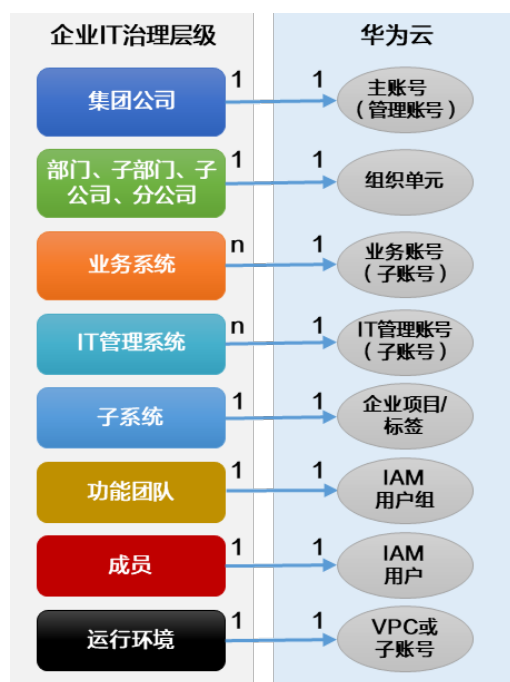 企业IT治理层级
华为云
集团公司
1
1
主账号
（管理账号）
部门、子部门、子
公司、分公司
1
1
组织单元
业务系统
n
1
业务账号
（子账号）
IT管理系统
n
1
IT管理账号
（子账号）
子系统
1
1
企业项目/
标签
功能团队
1
1
IAM
用户组
成员
1
1
IAM
用户
运行环境
1
1
VPC或
子账号